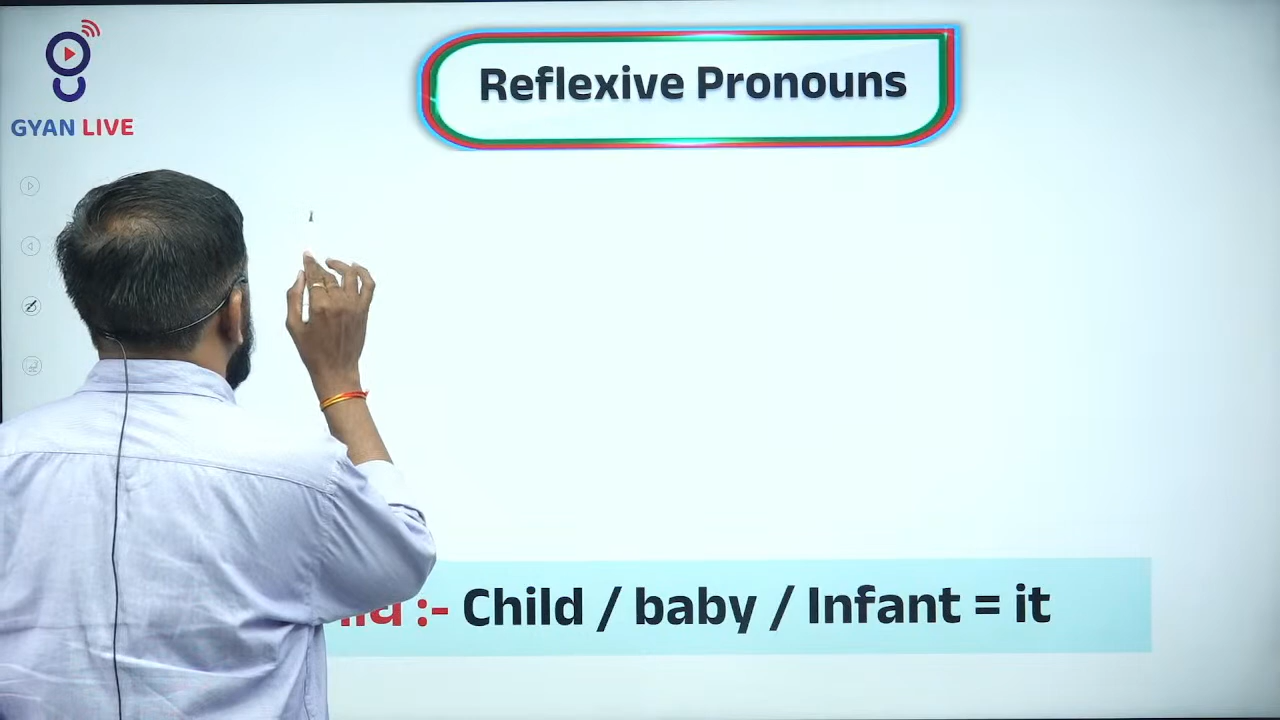 Reflexive Pronouns
GYAN LIVE
:- Child / baby / Infant = it